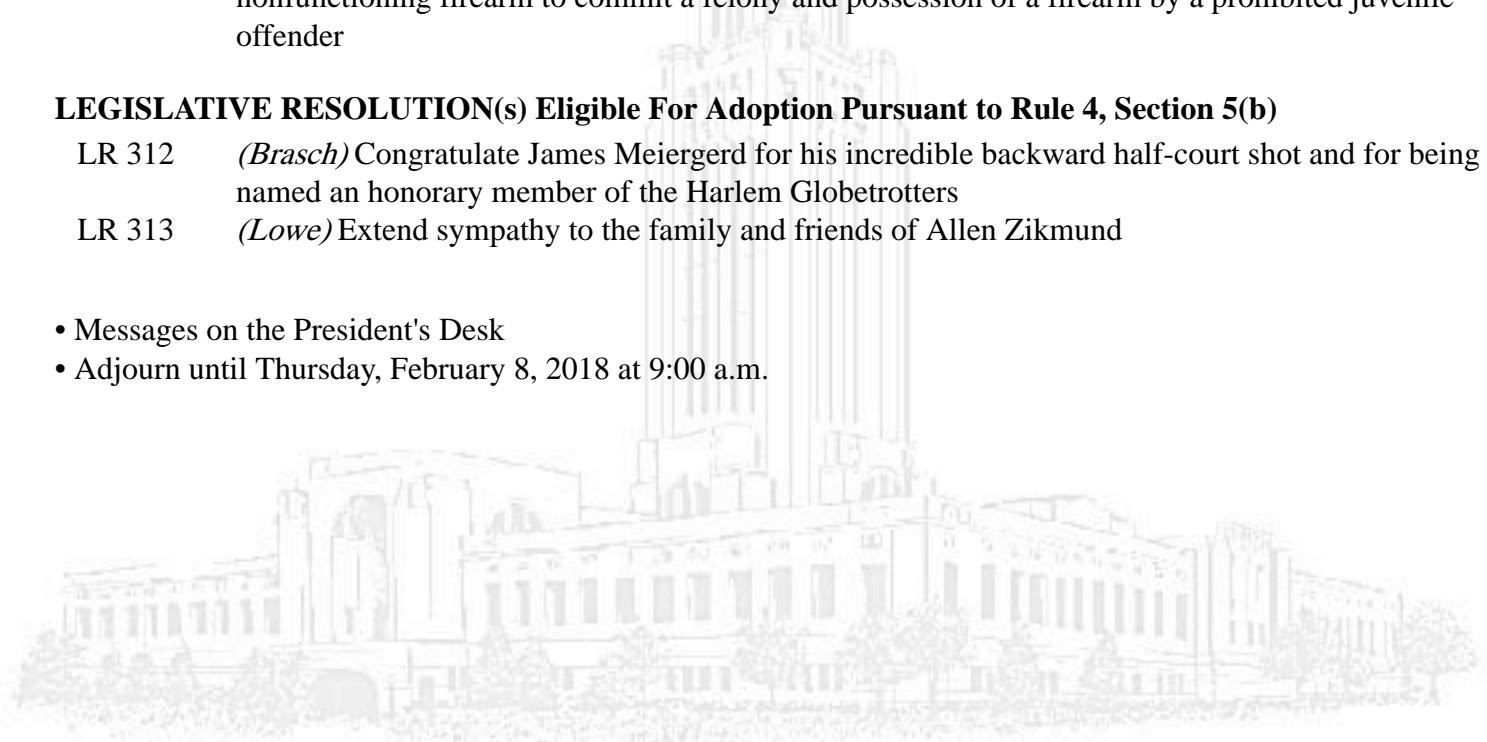 nonfunctioning firearm to commit a felony and possession of a firearm by a prohibited juvenile
offender
LEGISLATIVE RESOLUTION(s) Eligible For Adoption Pursuant to Rule 4, Section 5(b)
LR 312 (Brasch) Congratulate James Meiergerd for his incredible backward half-court shot and for being
named an honorary member of the Harlem Globetrotters
LR 313 (Lowe) Extend sympathy to the family and friends of Allen Zikmund
• Messages on the President's Desk
• Adjourn until Thursday, February 8, 2018 at 9:00 a.m.